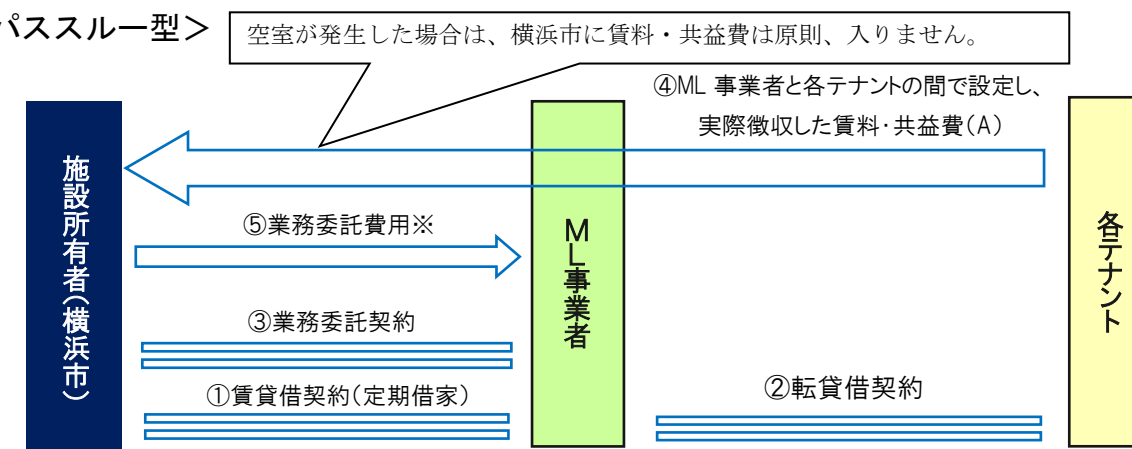 パススルー型＞
空室が発生した場合は、横浜市に賃料・共益費は原則、入りません。
④ML 事業者と各テナントの間で設定し、
実際徴収した賃料・共益費（A）
施設所有者（横浜市）
ML事業者
各テナント
⑤業務委託費用※
③業務委託契約
①賃貸借契約（定期借家）
②転貸借契約